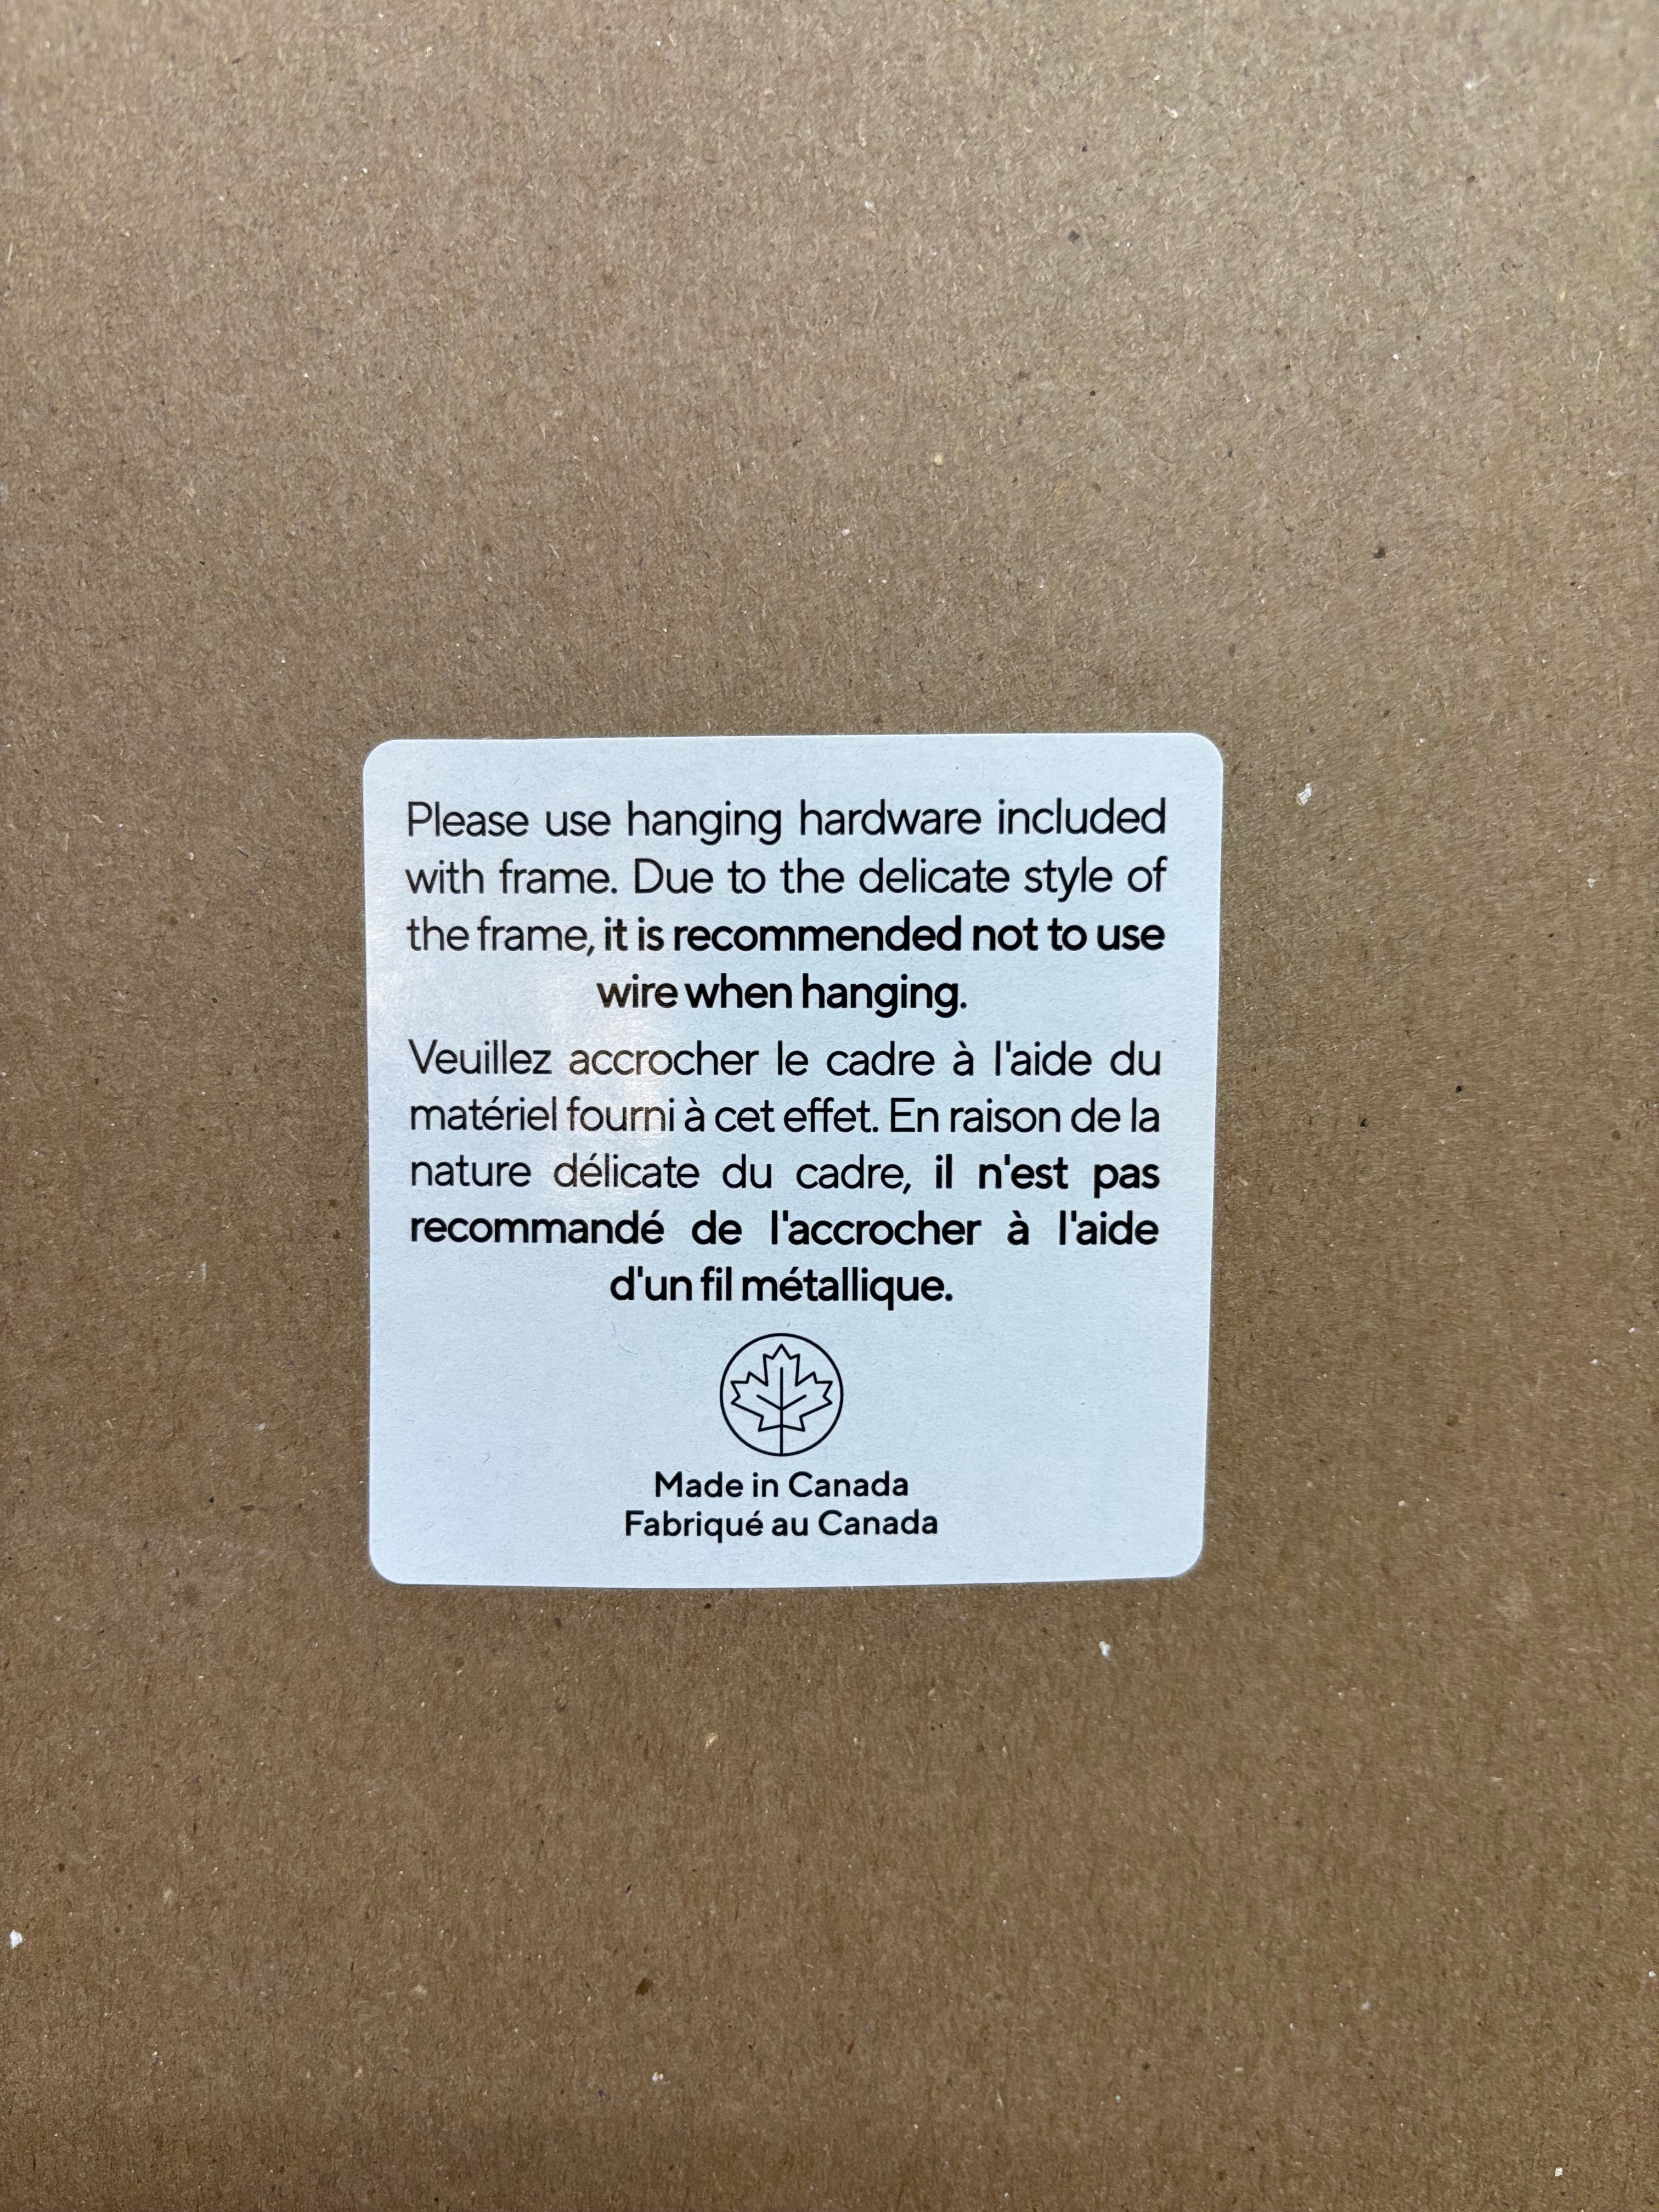 Please use hanging hardware included
with frame. Due to the delicate style of
the frame, it is recommended not to use
wire when hanging.
Veuillez accrocher le cadre à l'aide du
matériel fourni à cet effet. En raison de la
nature délicate du cadre, il n'est pas
recommandé de l'accrocher à l'aide
d'un fil métallique.
Made in Canada
Fabriqué au Canada